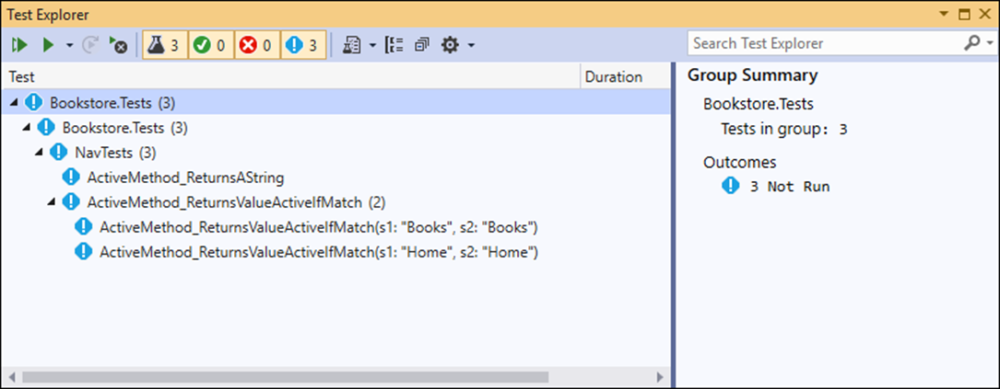 Test Explorer
3 0 0 3
Search Test Explorer
Test Duration
Bookstore.Tests (3)
Bookstore.Tests (3)
NavTests (3)
ActiveMethod_ReturnsAString
ActiveMethod_ReturnsValueActiveIfMatch (2)
ActiveMethod_ReturnsValueActiveIfMatch(s1: "Books", s2: "Books")
ActiveMethod_ReturnsValueActiveIfMatch(s1: "Home", s2: "Home")
Group Summary
Bookstore.Tests
Tests in group: 3
Outcomes
3 Not Run